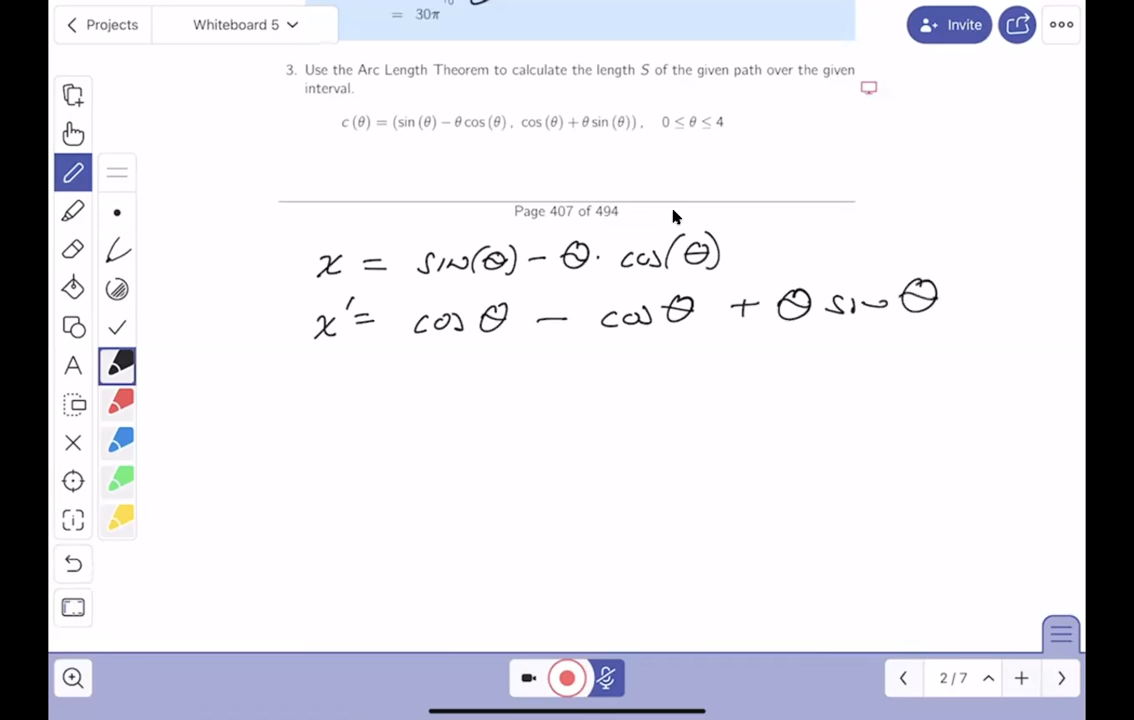 = 30π
Projects
Whiteboard 5
Invite
3. Use the Arc Length Theorem to calculate the length S of the given path over the given
interval.
c (θ) = (sin (θ) − θ cos (θ) , cos (θ) + θ sin (θ)) , 0 ≤ θ ≤ 4
Page 407 of 494
x = sin(θ) − θ · cos(θ)
x' = cos θ − cos θ + θ sin θ
A
2 / 7